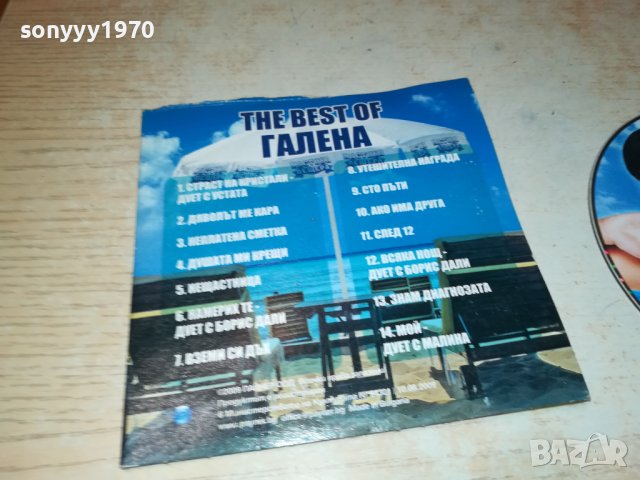 sonyyy1970
THE BEST OF
ГАЛЕНА
1. СТРАСТ НА КРИСТАЛИ -
ДУЕТ С УСТАТА
2. ДЯВОЛЪТ МЕ КАРА
3. НЕПЛАТЕНА СМЕТКА
4. ДУШАТА МИ КРЕЩИ
5. НЕЩАСТНИЦА
6. НАМЕРИХ ТЕ -
ДУЕТ С БОРИС ДАЛИ
7. ВЗЕМИ СИ ДЪХ
8. УТЕШИТЕЛНА НАГРАДА
9. СТО ПЪТИ
10. АКО ИМА ДРУГА
11. СЛЕД 12
12. ВСЯКА НОЩ -
ДУЕТ С БОРИС ДАЛИ
13. ЗНАМ ДИАГНОЗАТА
14. МОЙ -
ДУЕТ С МАЛИНА
BAZAR.bg